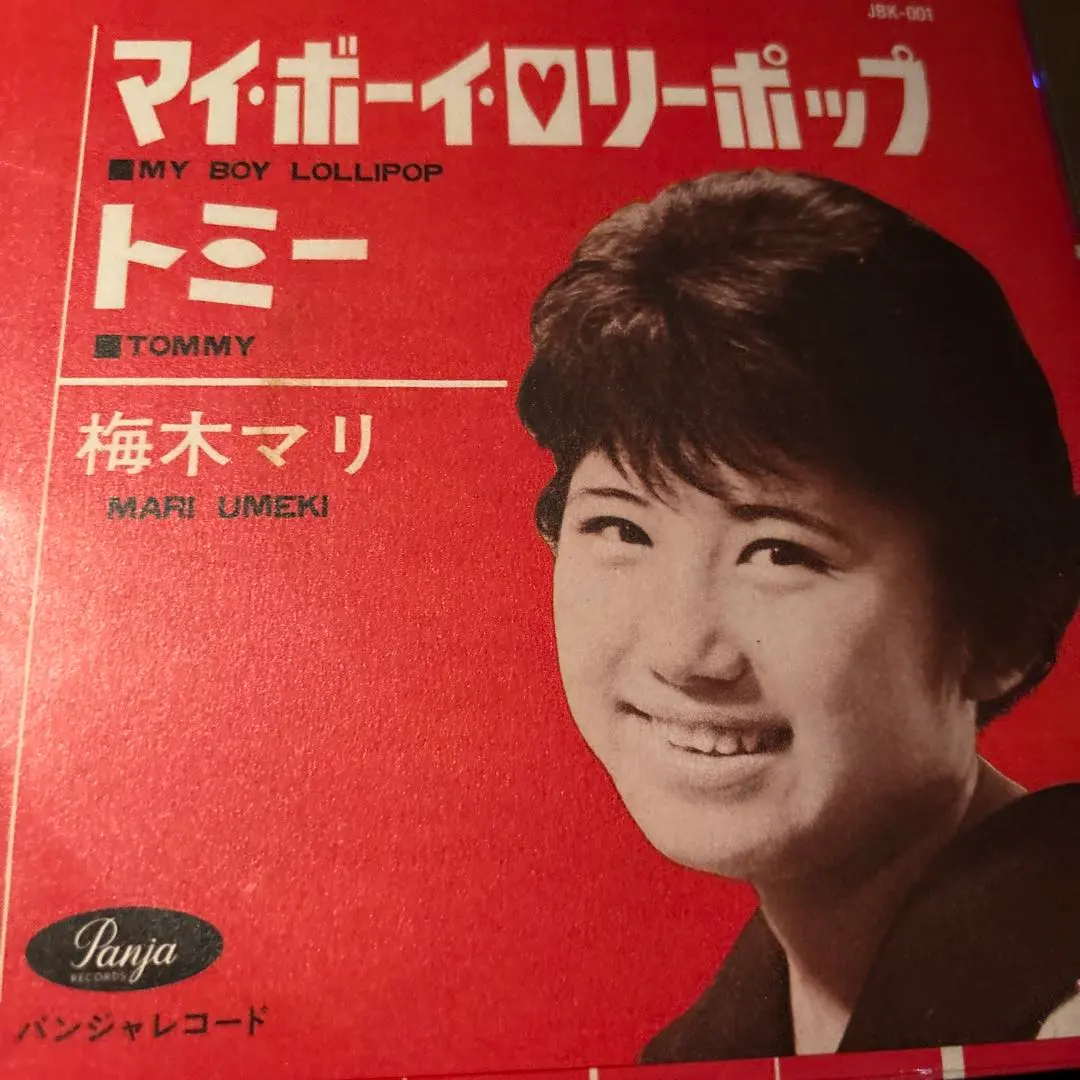 JBK-001
マイ・ボーイ・ロリーポップ
■MY BOY LOLLIPOP
トミー
■TOMMY
梅木マリ
MARI UMEKI
Panja
RECORDS
パンジャレコード